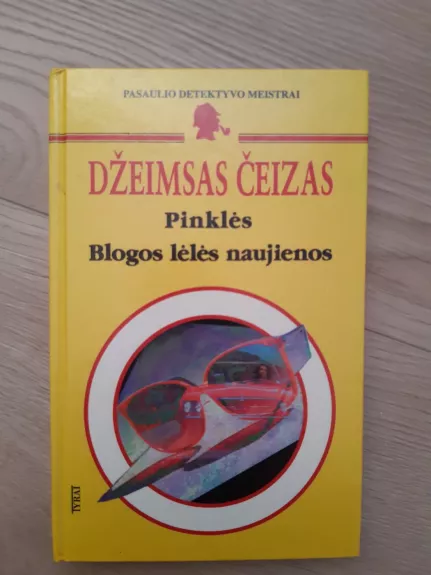 PASAULIO DETEKTYVO MEISTRAI
DŽEIMSAS ČEIZAS
Pinklės
Blogos lėlės naujienos
TYRAI